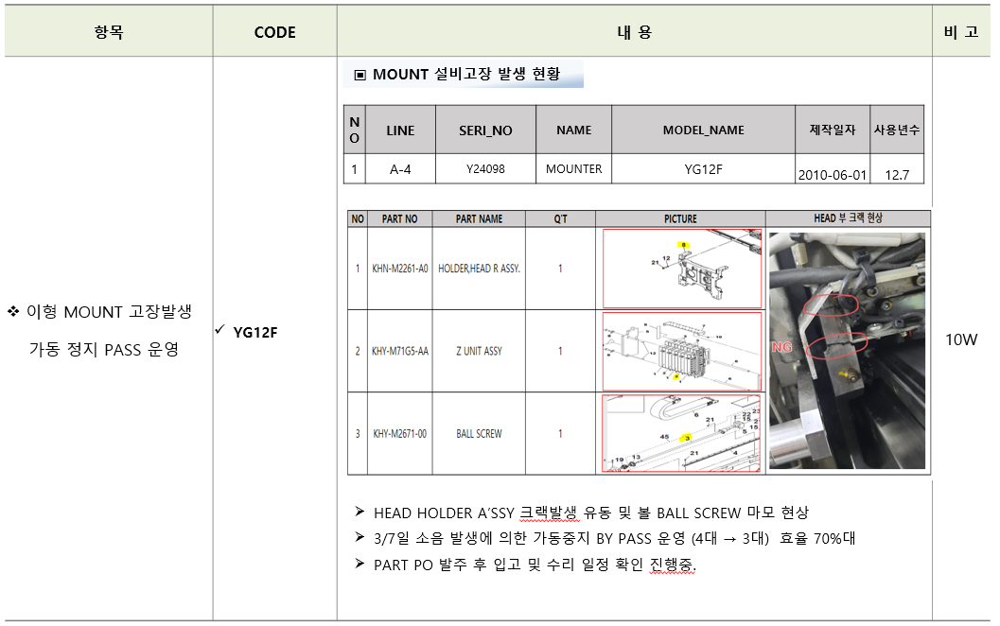 항목 CODE 내 용 비 고
▣ MOUNT 설비고장 발생 현황
NO LINE SERI_NO NAME MODEL_NAME 제작일자 사용년수
1 A-4 Y24098 MOUNTER YG12F 2010-06-01 12.7
NO PART NO PART NAME Q'T PICTURE HEAD 부 크랙 현상
1 KHN-M2261-A0 HOLDER,HEAD R ASSY. 1
8
21 12
2 KHY-M71G5-AA Z UNIT ASSY 1
3 KHY-M2671-00 BALL SCREW 1
6
21
22
15
23
2
15
45
3
5
19 13
21
4
NG
❖ 이형 MOUNT 고장발생
가동 정지 PASS 운영
✓ YG12F
10W
➢ HEAD HOLDER A’SSY 크랙발생 유동 및 볼 BALL SCREW 마모 현상
➢ 3/7일 소음 발생에 의한 가동중지 BY PASS 운영 (4대 → 3대) 효율 70%대
➢ PART PO 발주 후 입고 및 수리 일정 확인 진행중.